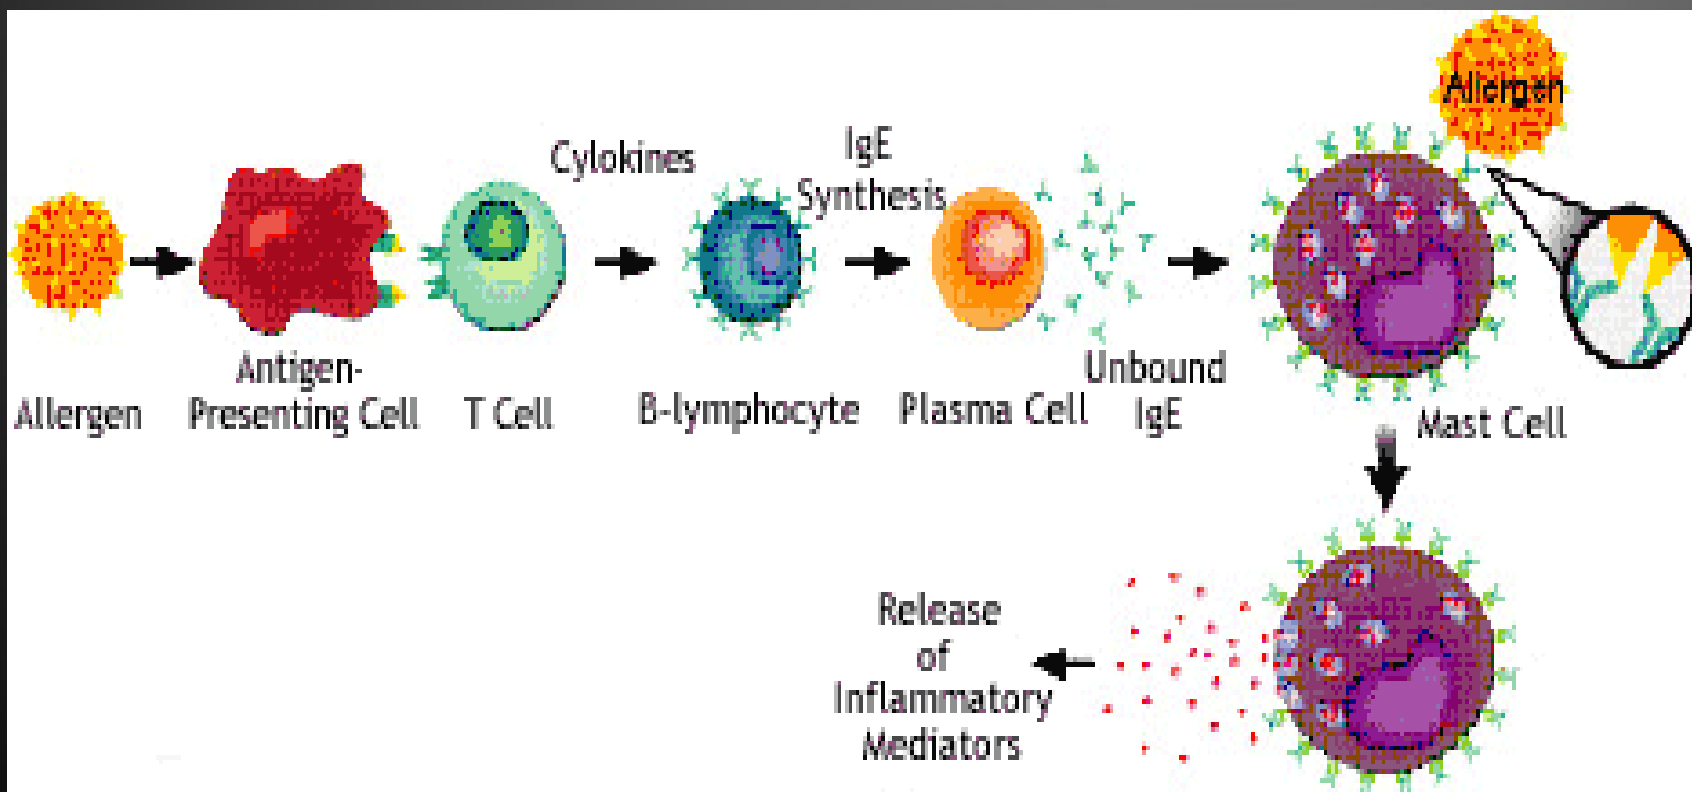 Allergen
Cylokines
IgE
Synthesis
Antigen-
Presenting Cell
Allergen
T Cell
B-lymphocyte
Plasma Cell
Unbound
IgE
Mast Cell
Release
of
Inflammatory
Mediators